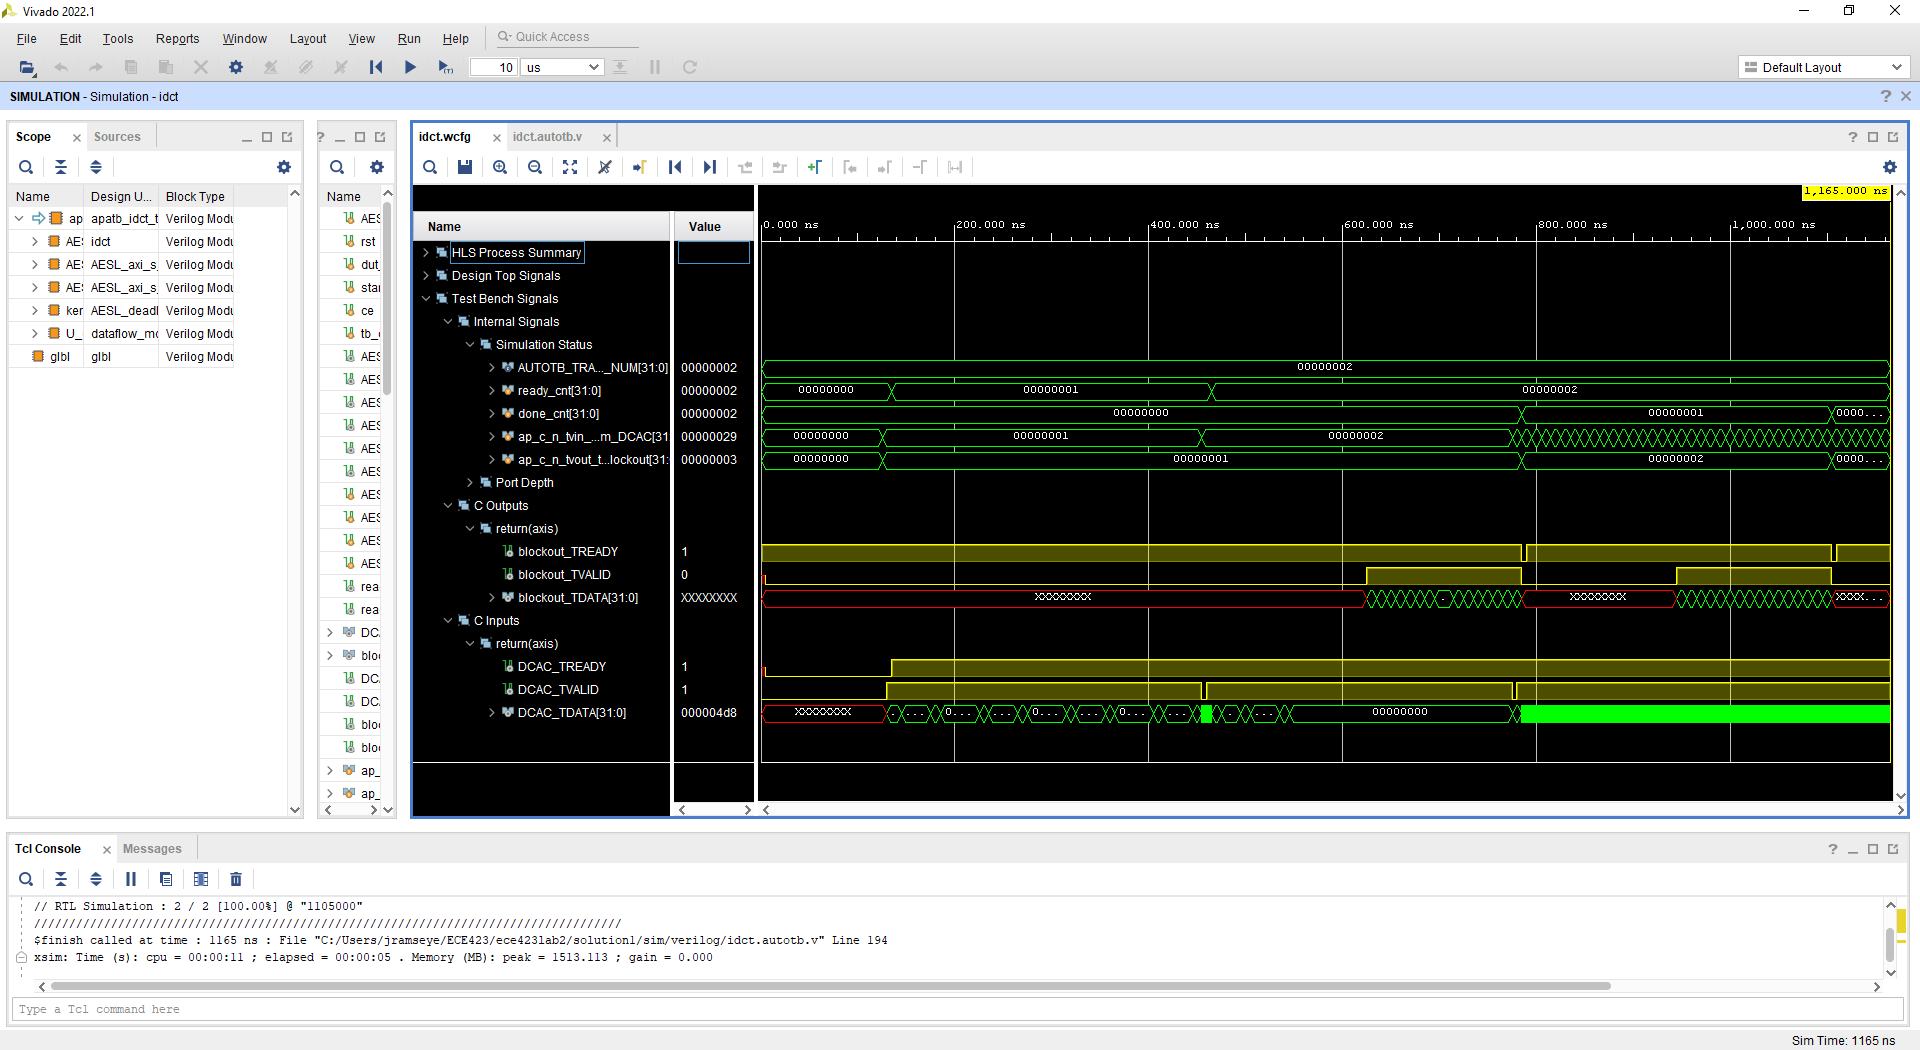 Vivado 2022.1
File Edit Tools Reports Window Layout View Run Help Quick Access
10 us Default Layout
SIMULATION - Simulation - idct
Scope Sources
Name Design U... Block Type
ap apatb_idct_t Verilog Modu
AE idct Verilog Modu
AE AESL_axi_s_ Verilog Modu
AE AESL_axi_s_ Verilog Modu
ker AESL_deadl Verilog Modu
U_ dataflow_mo Verilog Modu
glbl glbl Verilog Modu
Name
AES
rst
dut_
star
ce
tb_
AES
AES
AES
AES
AES
AES
AES
AES
AES
AES
rea
rea
DC
bloc
DC
DC
bloc
bloc
ap_
ap_
idct.wcfg idct.autotb.v
1,165.000 ns
Name Value
0.000 ns 200.000 ns 400.000 ns 600.000 ns 800.000 ns 1,000.000 ns
HLS Process Summary
Design Top Signals
Test Bench Signals
Internal Signals
Simulation Status
AUTOTB_TRA..._NUM[31:0] 00000002 00000002
ready_cnt[31:0] 00000002 00000000 00000001 00000002
done_cnt[31:0] 00000002 00000000 00000001 0000...
ap_c_n_tvin_...m_DCAC[31: 00000029 00000000 00000001 00000002
ap_c_n_tvout_t...lockout[31: 00000003 00000000 00000001 00000002 0000...
Port Depth
C Outputs
return(axis)
blockout_TREADY 1
blockout_TVALID 0
blockout_TDATA[31:0] XXXXXXXX XXXXXXXX . XXXXXXXX XXXX...
C Inputs
return(axis)
DCAC_TREADY 1
DCAC_TVALID 1
DCAC_TDATA[31:0] 000004d8 XXXXXXXX ... 0... ... 0... ... 0... ... . ... 00000000
Tcl Console Messages
// RTL Simulation : 2 / 2 [100.00%] @ "1105000"
////////////////////////////////////////////////////////////////////////////////////
$finish called at time : 1165 ns : File "C:/Users/jramseye/ECE423/ece423lab2/solution1/sim/verilog/idct.autotb.v" Line 194
xsim: Time (s): cpu = 00:00:11 ; elapsed = 00:00:05 . Memory (MB): peak = 1513.113 ; gain = 0.000
Type a Tcl command here
Sim Time: 1165 ns